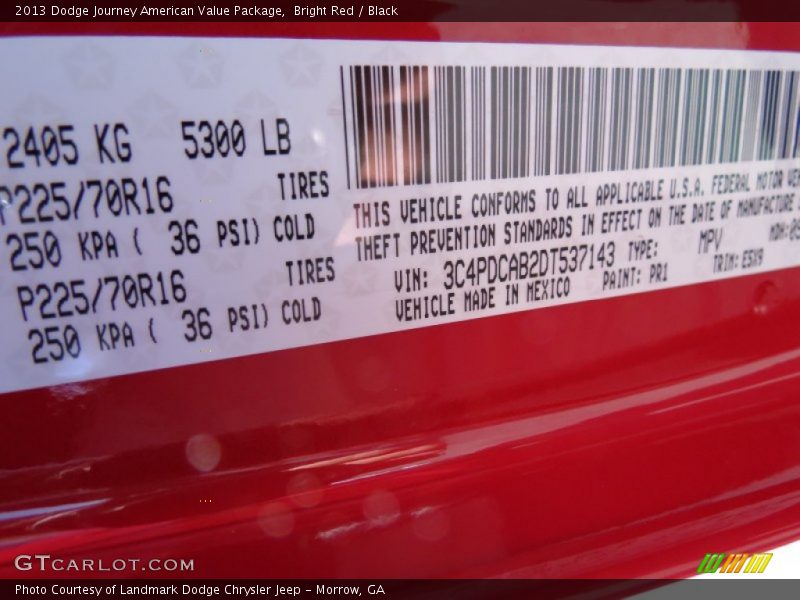 2013 Dodge Journey American Value Package,  Bright Red / Black
2405 KG 5300 LB
P225/70R16 TIRES
250 KPA ( 36 PSI) COLD
P225/70R16 TIRES
250 KPA ( 36 PSI) COLD
THIS VEHICLE CONFORMS TO ALL APPLICABLE U.S.A. FEDERAL MOTOR
THEFT PREVENTION STANDARDS IN EFFECT ON THE DATE OF MANUFACTURE
VIN: 3C4PDCAB2DT537143 TYPE: MPV MDH:
VEHICLE MADE IN MEXICO PAINT: PR1 TRIM: E5X9
GTCARLOT.COM
Photo Courtesy of Landmark Dodge Chrysler Jeep – Morrow, GA